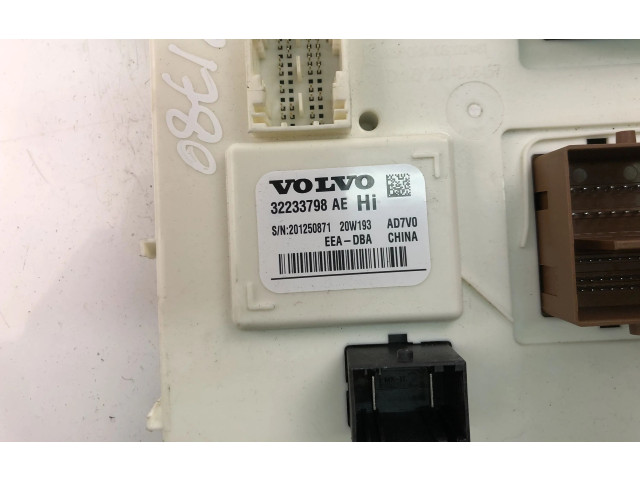 VOLVO
32233798 AE Hi
S/N:201250871 20W193 AD7V0
EEA-DBA CHINA